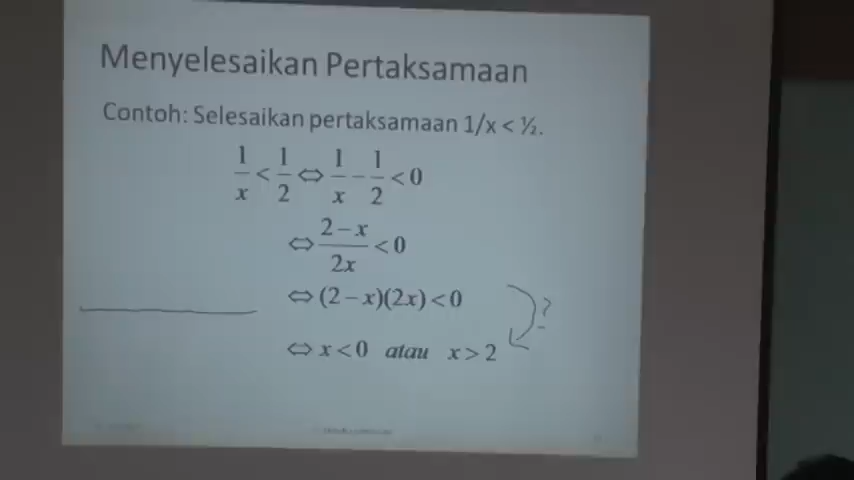 Menyelesaikan Pertaksamaan
Contoh: Selesaikan pertaksamaan 1/x < ½.
1/x < 1/2 ⇔ 1/x − 1/2 < 0
⇔ (2−x)/(2x) < 0
⇔ (2−x)(2x) < 0
?
⇔ x < 0 atau x > 2